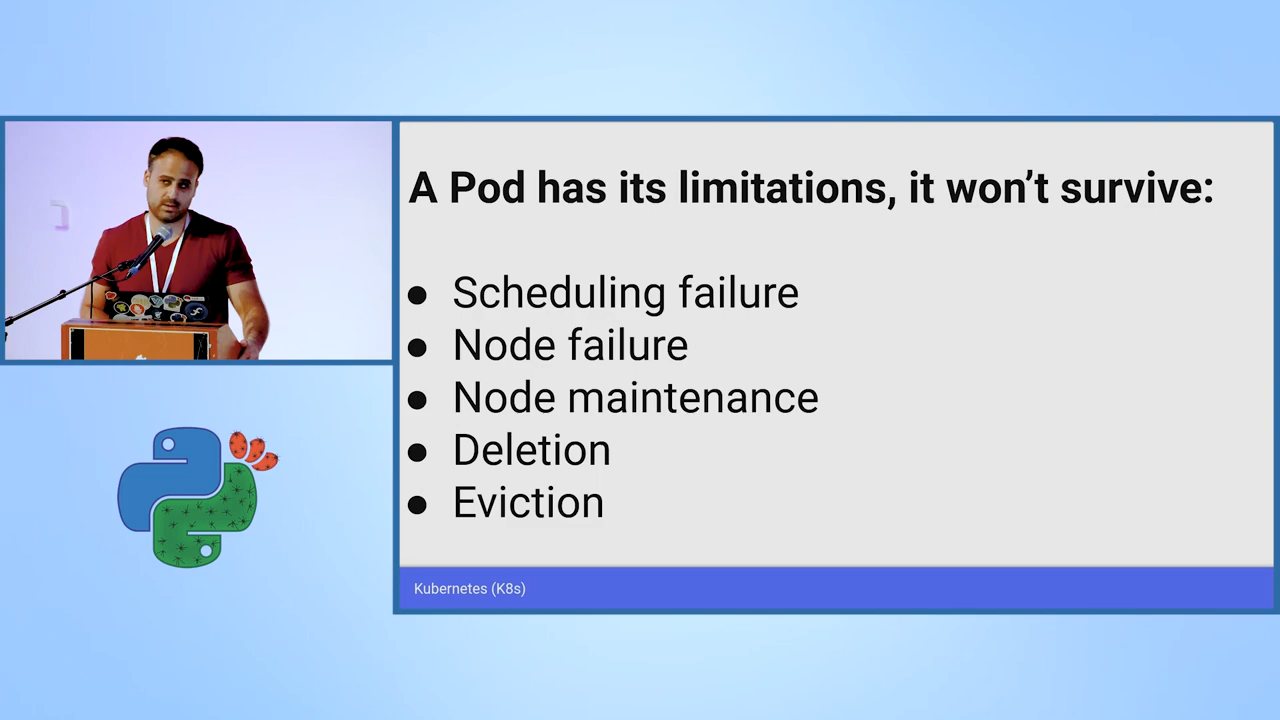 A Pod has its limitations, it won’t survive:
● Scheduling failure
● Node failure
● Node maintenance
● Deletion
● Eviction
Kubernetes (K8s)